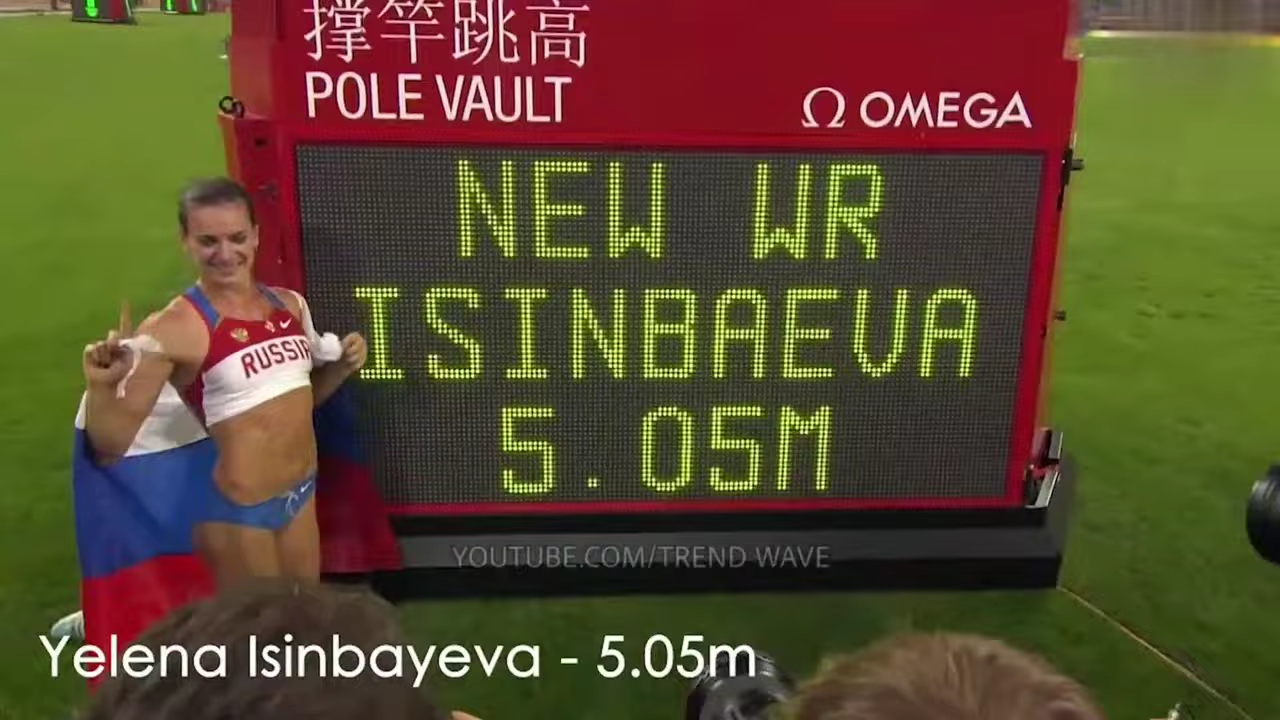 撑竿跳高
POLE VAULT
Ω OMEGA
NEW WR
ISINBAEVA
5.05M
RUSSIA
YOUTUBE.COM/TREND WAVE
Yelena Isinbayeva - 5.05m